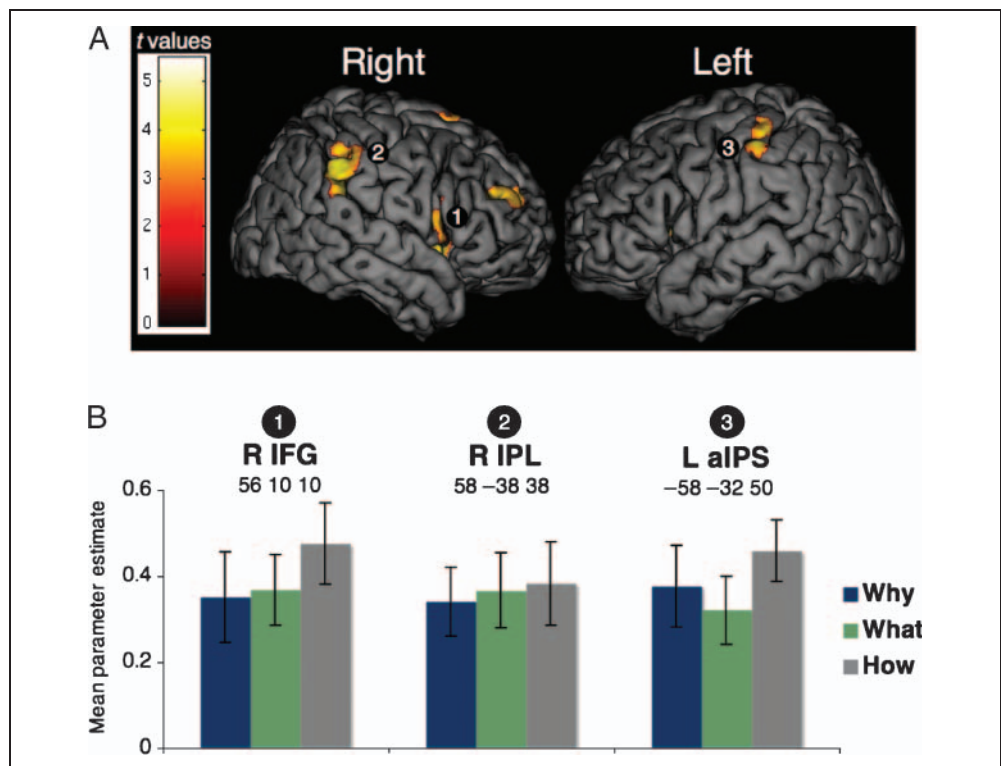 A
t values
5
4
3
2
1
0
Right
Left
2
1
3
B
1
2
3
R IFG
R IPL
L aIPS
56 10 10
58 –38 38
–58 –32 50
Mean parameter estimate
0.6
0.4
0.2
0
Why
What
How